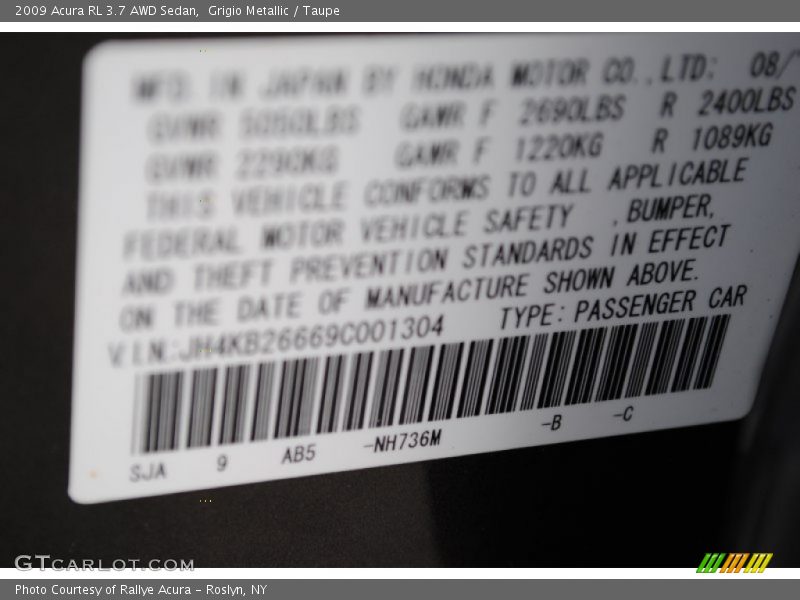 2009 Acura RL 3.7 AWD Sedan,  Grigio Metallic / Taupe
MFD. IN JAPAN BY HONDA MOTOR CO., LTD: 08/
GVWR 5050LBS GAWR F 2690LBS R 2400LBS
GVWR 2290KG GAWR F 1220KG R 1089KG
THIS VEHICLE CONFORMS TO ALL APPLICABLE
FEDERAL MOTOR VEHICLE SAFETY , BUMPER,
AND THEFT PREVENTION STANDARDS IN EFFECT
ON THE DATE OF MANUFACTURE SHOWN ABOVE.
V.I.N.:JH4KB26669C001304 TYPE: PASSENGER CAR
SJA 9 AB5 -NH736M -B -C
GTcarlot.com
Photo Courtesy of Rallye Acura - Roslyn, NY